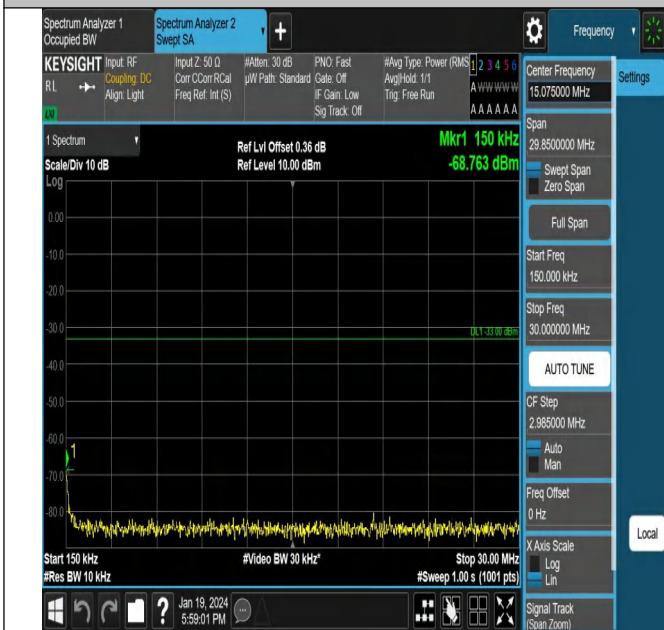 Spectrum Analyzer 1
Occupied BW
Spectrum Analyzer 2
Swept SA
Frequency
KEYSIGHT
RL
Input: RF
Coupling: DC
Align: Light
Input Z: 50 Ω
Corr CCorr RCal
Freq Ref: Int (S)
#Atten: 30 dB
µW Path: Standard
PNO: Fast
Gate: Off
IF Gain: Low
Sig Track: Off
#Avg Type: Power (RMS
Avg|Hold: 1/1
Trig: Free Run
1 2 3 4 5 6
A W W W W W
A A A A A A
1 Spectrum
Scale/Div 10 dB
Ref Lvl Offset 0.36 dB
Ref Level 10.00 dBm
Mkr1 150 kHz
-68.763 dBm
Log
0.00
-10.0
-20.0
-30.0
DL1 -33.00 dBm
-40.0
-50.0
-60.0
1
-70.0
-80.0
Start 150 kHz
#Res BW 10 kHz
#Video BW 30 kHz*
Stop 30.00 MHz
#Sweep 1.00 s (1001 pts)
Jan 19, 2024
5:59:01 PM
Center Frequency
15.075000 MHz
Settings
Span
29.8500000 MHz
Swept Span
Zero Span
Full Span
Start Freq
150.000 kHz
Stop Freq
30.000000 MHz
AUTO TUNE
CF Step
2.985000 MHz
Auto
Man
Freq Offset
0 Hz
Local
X Axis Scale
Log
Lin
Signal Track
(Span Zoom)